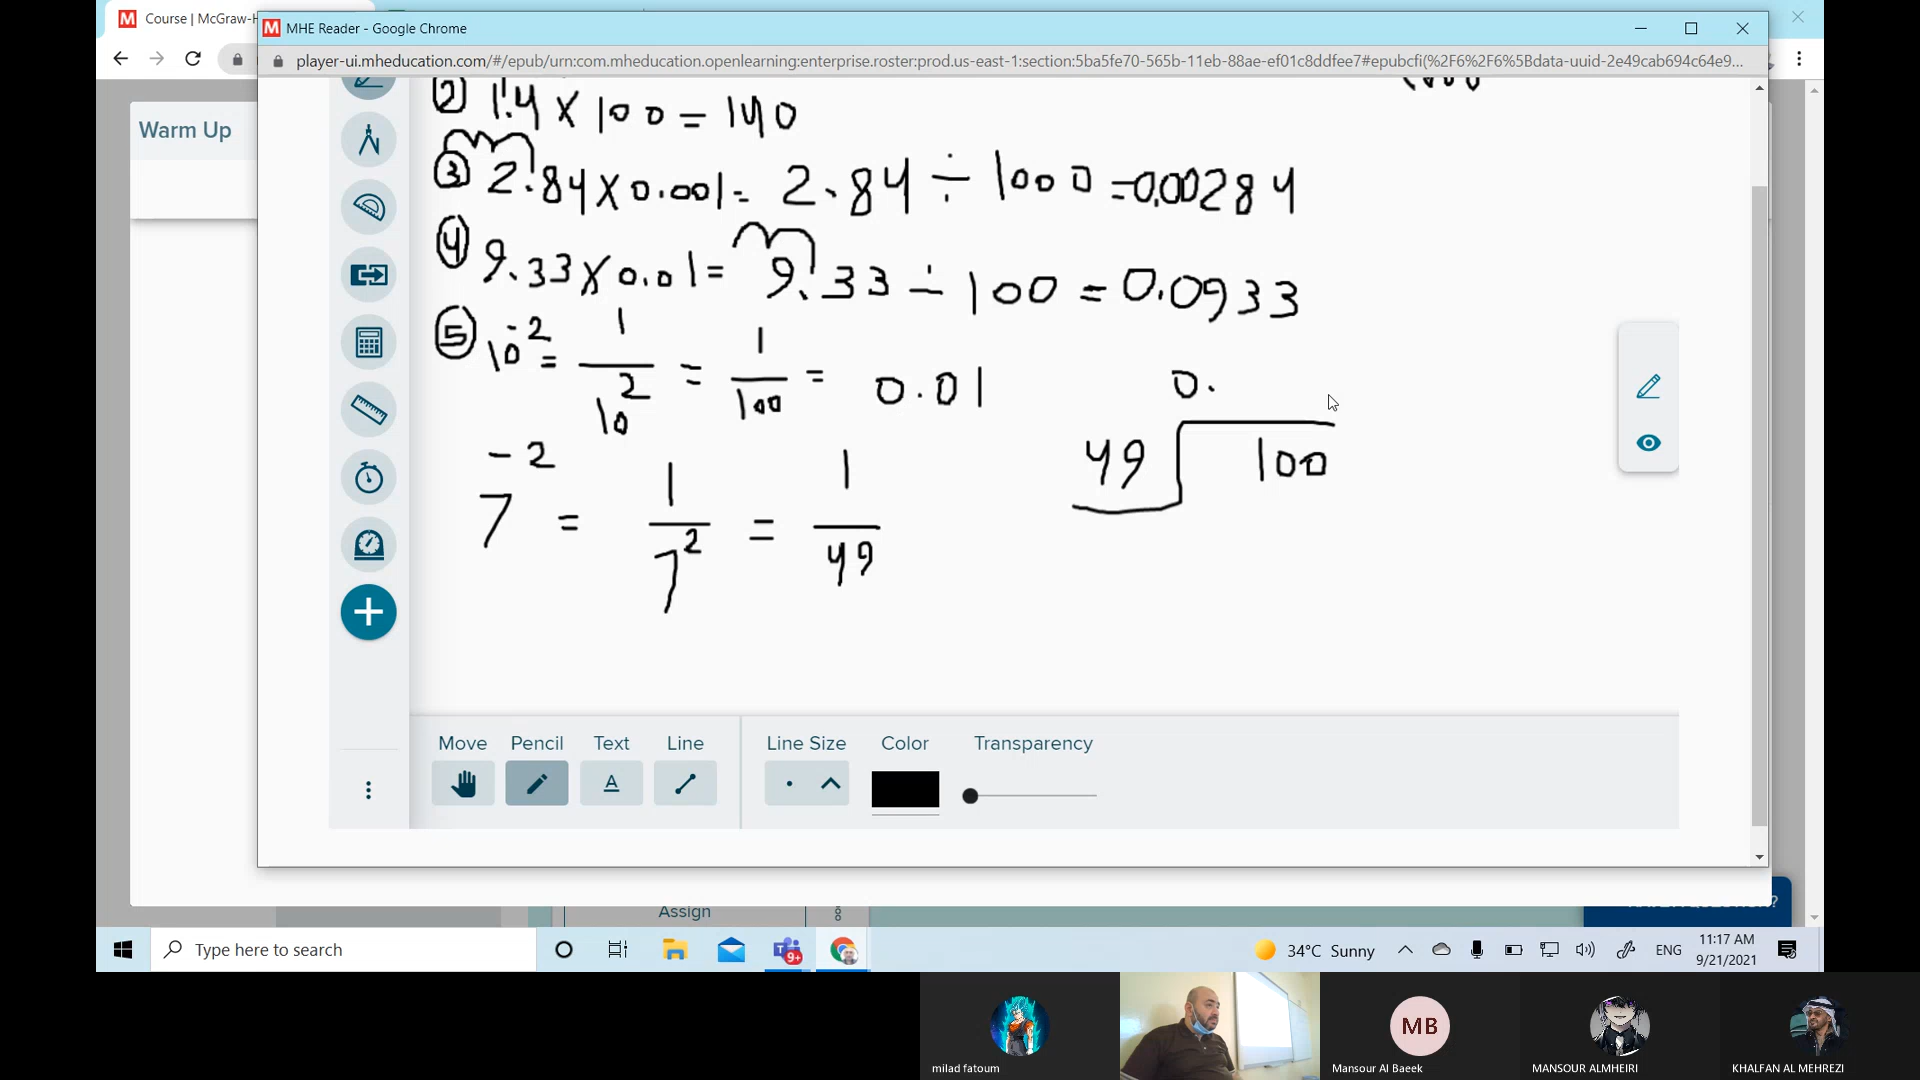 Course | McGraw-H
MHE Reader - Google Chrome
player-ui.mheducation.com/#/epub/urn:com.mheducation.openlearning:enterprise.roster:prod.us-east-1:section:5ba5fe70-565b-11eb-88ae-ef01c8ddfee7#epubcfi(%2F6%2F6%5Bdata-uuid-2e49cab694c64e9...
Warm Up
② 1.4 × 100 = 140
③ 2.84 × 0.001 = 2.84 ÷ 1000 = 0.00284
④ 9.33 × 0.01 = 9.33 ÷ 100 = 0.0933
⑤ 10^-2 = 1/10^2 = 1/100 = 0.01
0.
49 100
7^-2 = 1/7^2 = 1/49
Move Pencil Text Line Line Size Color Transparency
A
Assign
Type here to search
9+
34°C Sunny
ENG
11:17 AM
9/21/2021
MB
milad fatoum
Mansour Al Baeek
MANSOUR ALMHEIRI
KHALFAN AL MEHREZI